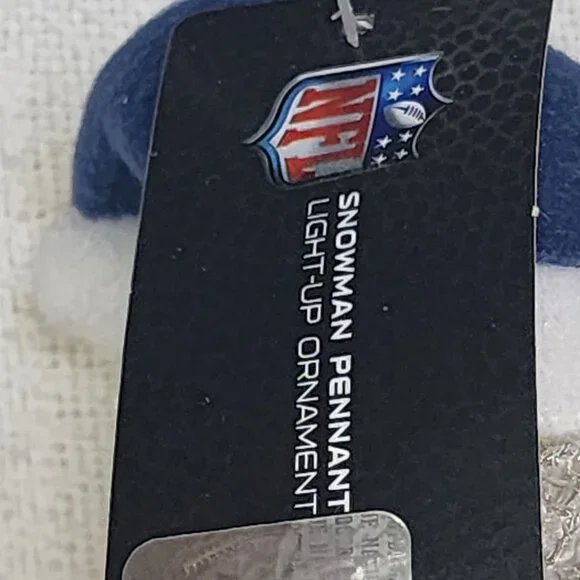 NFL
SNOWMAN PENNANT
LIGHT-UP ORNAMENT